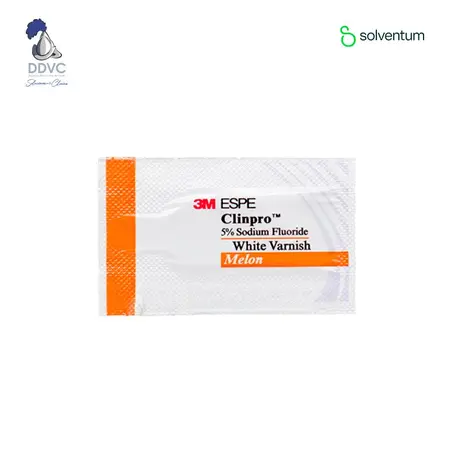 DDVC
solventum
3M ESPE
Clinpro™
5% Sodium Fluoride
White Varnish
Melon